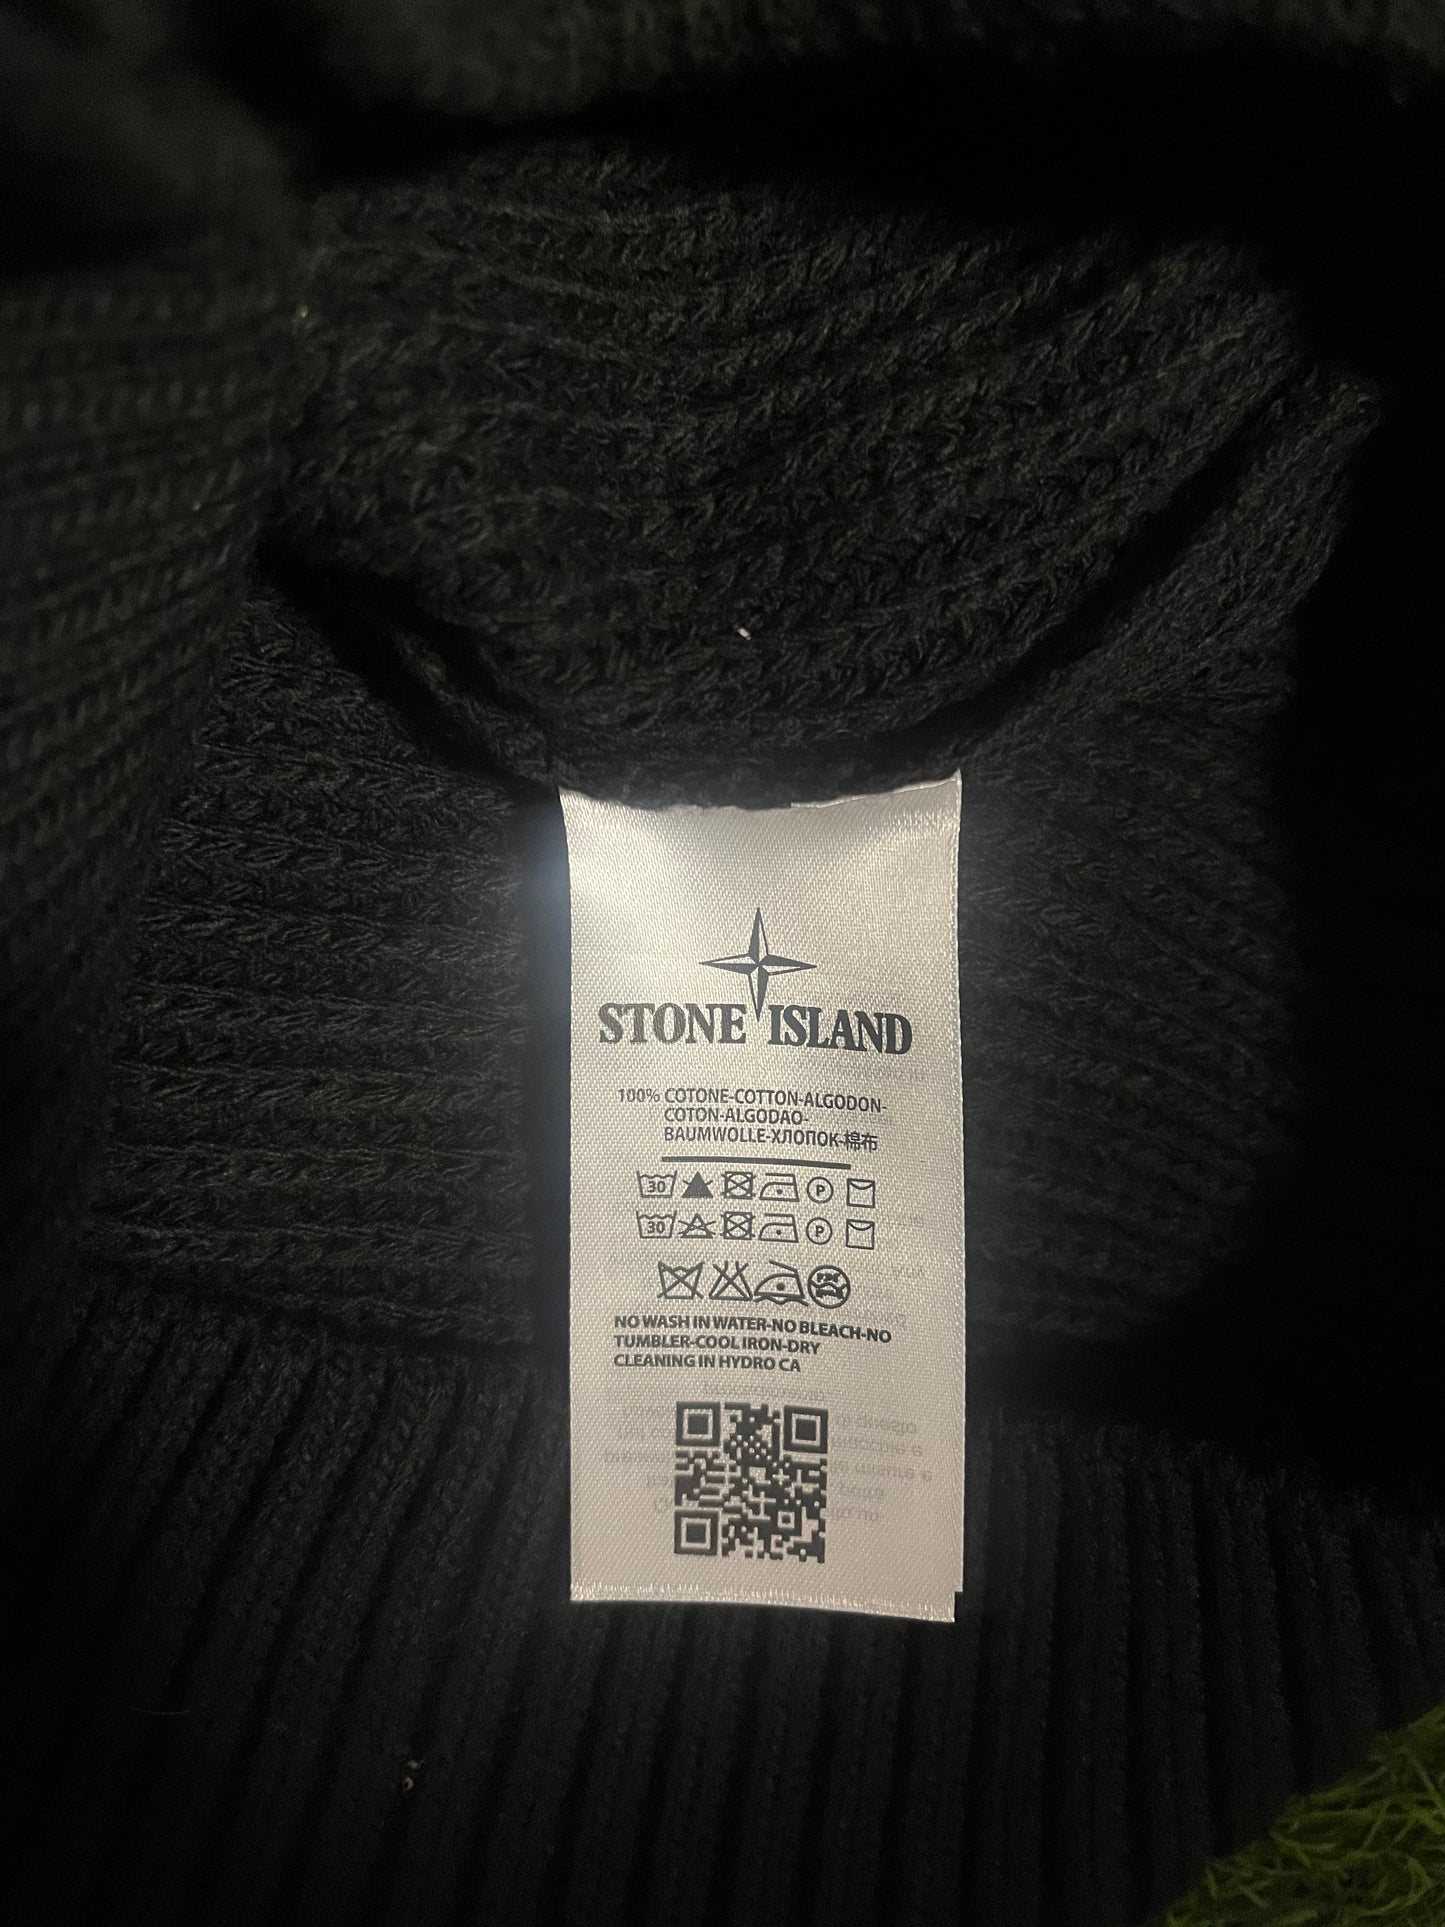 STONE ISLAND
100% COTONE-COTTON-ALGODON-
COTON-ALGODAO-
BAUMWOLLE-ХЛОПОК-棉布
30 P
30 P
NO WASH IN WATER-NO BLEACH-NO
TUMBLER-COOL IRON-DRY
CLEANING IN HYDRO CA